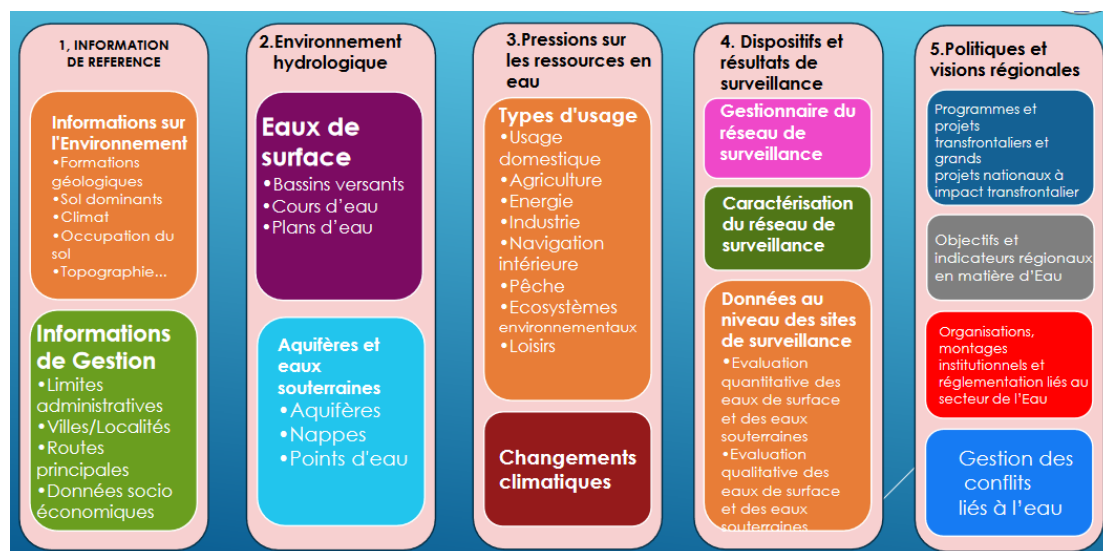 1, INFORMATION
DE REFERENCE
Informations sur
l'Environnement
•Formations
géologiques
•Sol dominants
•Climat
•Occupation du
sol
•Topographie...
Informations
de Gestion
•Limites
administratives
•Villes/Localités
•Routes
principales
•Données socio
économiques
2.Environnement
hydrologique
Eaux de
surface
•Bassins versants
•Cours d'eau
•Plans d'eau
Aquifères et
eaux
souterraines
•Aquifères
•Nappes
•Points d'eau
3.Pressions sur
les ressources en
eau
Types d'usage
•Usage
domestique
•Agriculture
•Energie
•Industrie
•Navigation
intérieure
•Pêche
•Ecosystèmes
environnementaux
•Loisirs
Changements
climatiques
4. Dispositifs et
résultats de
surveillance
Gestionnaire du
réseau de
surveillance
Caractérisation
du réseau de
surveillance
Données au
niveau des sites
de surveillance
•Evaluation
quantitative des
eaux de surface
et des eaux
souterraines
•Evaluation
qualitative des
eaux de surface
et des eaux
souterraines
5.Politiques et
visions régionales
Programmes et
projets
transfrontaliers et
grands
projets nationaux à
impact transfrontalier
Objectifs et
indicateurs régionaux
en matière d'Eau
Organisations,
montages
institutionnels et
réglementation liés au
secteur de l'Eau
Gestion des
conflits
liés à l'eau